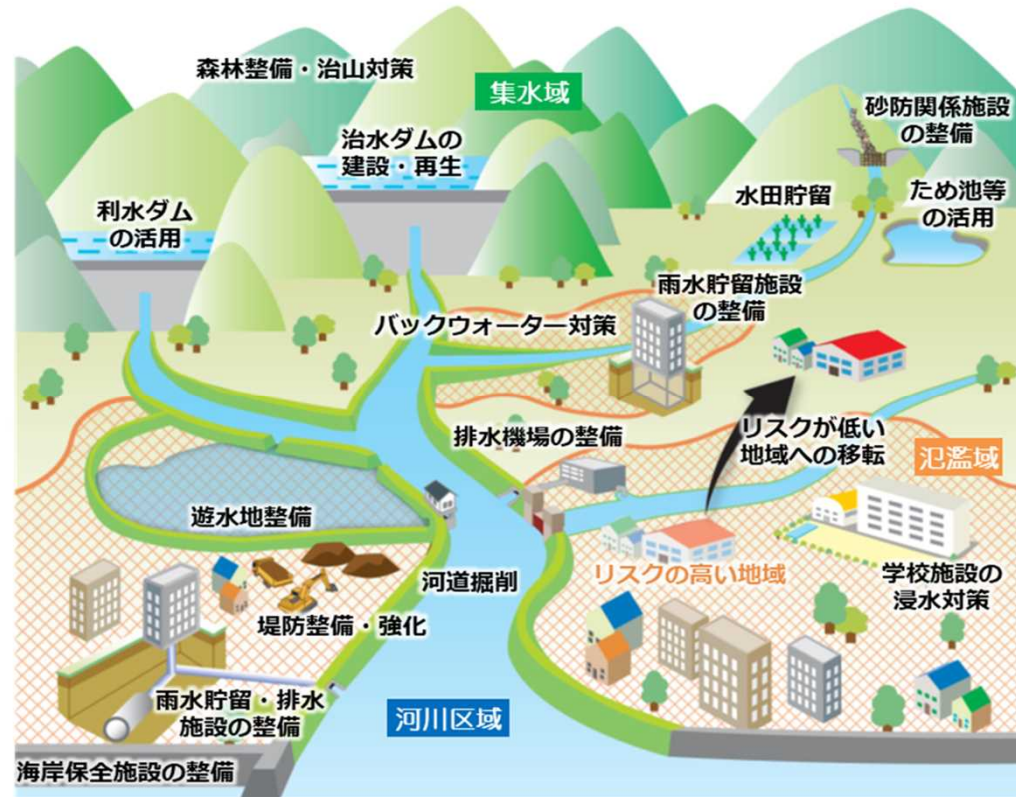 森林整備・治山対策
集水域
砂防関係施設
の整備
治水ダムの
建設・再生
水田貯留
ため池等
の活用
利水ダム
の活用
雨水貯留施設
の整備
バックウォーター対策
排水機場の整備
リスクが低い
地域への移転
氾濫域
遊水地整備
リスクの高い地域
学校施設の
浸水対策
河道掘削
堤防整備・強化
雨水貯留・排水
施設の整備
河川区域
海岸保全施設の整備